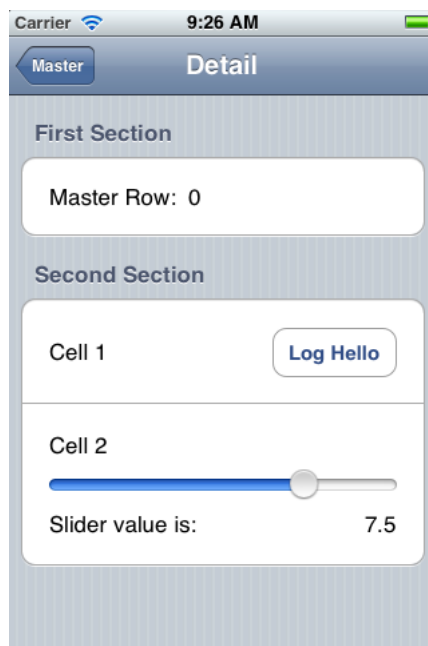 Carrier 9:26 AM
Master Detail
First Section
Master Row: 0
Second Section
Cell 1 Log Hello
Cell 2
Slider value is: 7.5